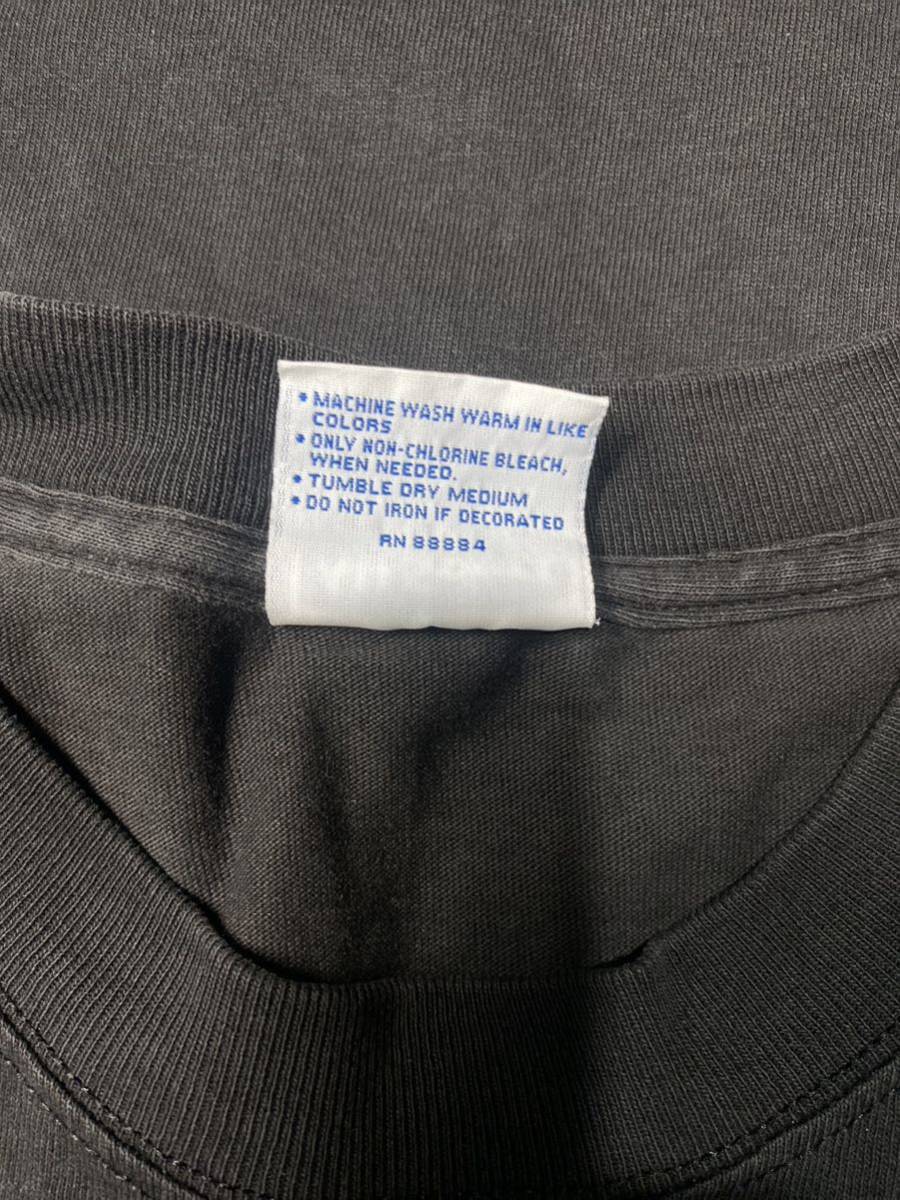 • MACHINE WASH WARM IN LIKE
COLORS
• ONLY NON-CHLORINE BLEACH,
WHEN NEEDED.
• TUMBLE DRY MEDIUM
• DO NOT IRON IF DECORATED
RN 88884